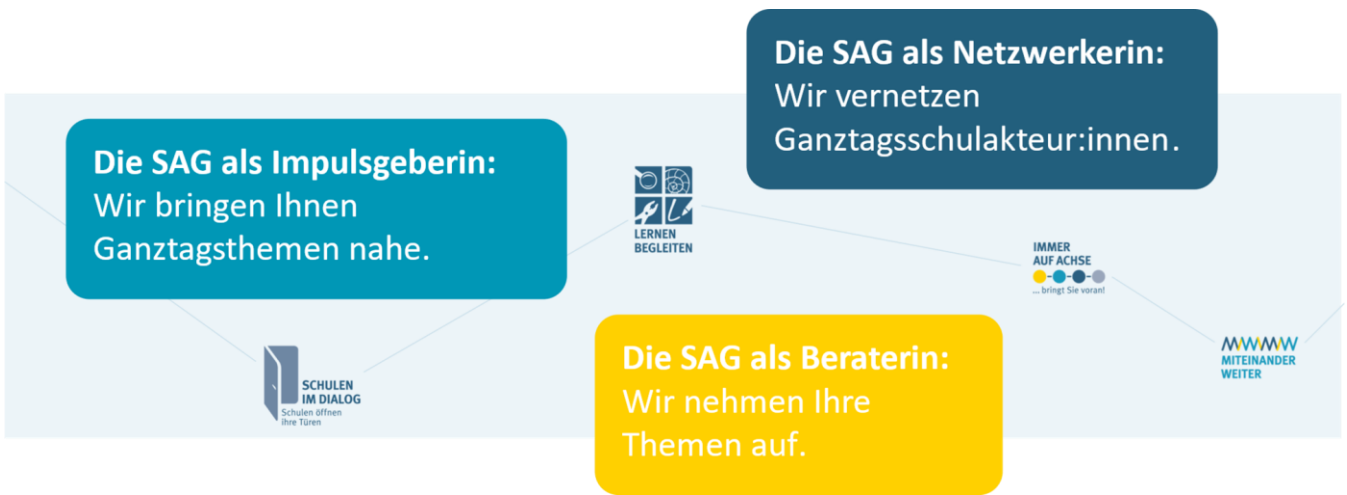 Die SAG als Netzwerkerin:
Wir vernetzen
Ganztagsschulakteur:innen.
Die SAG als Impulsgeberin:
Wir bringen Ihnen
Ganztagsthemen nahe.
LERNEN
BEGLEITEN
IMMER
AUF ACHSE
... bringt Sie voran!
Die SAG als Beraterin:
Wir nehmen Ihre
Themen auf.
SCHULEN
IM DIALOG
Schulen öffnen
ihre Türen
MWMW
MITEINANDER
WEITER